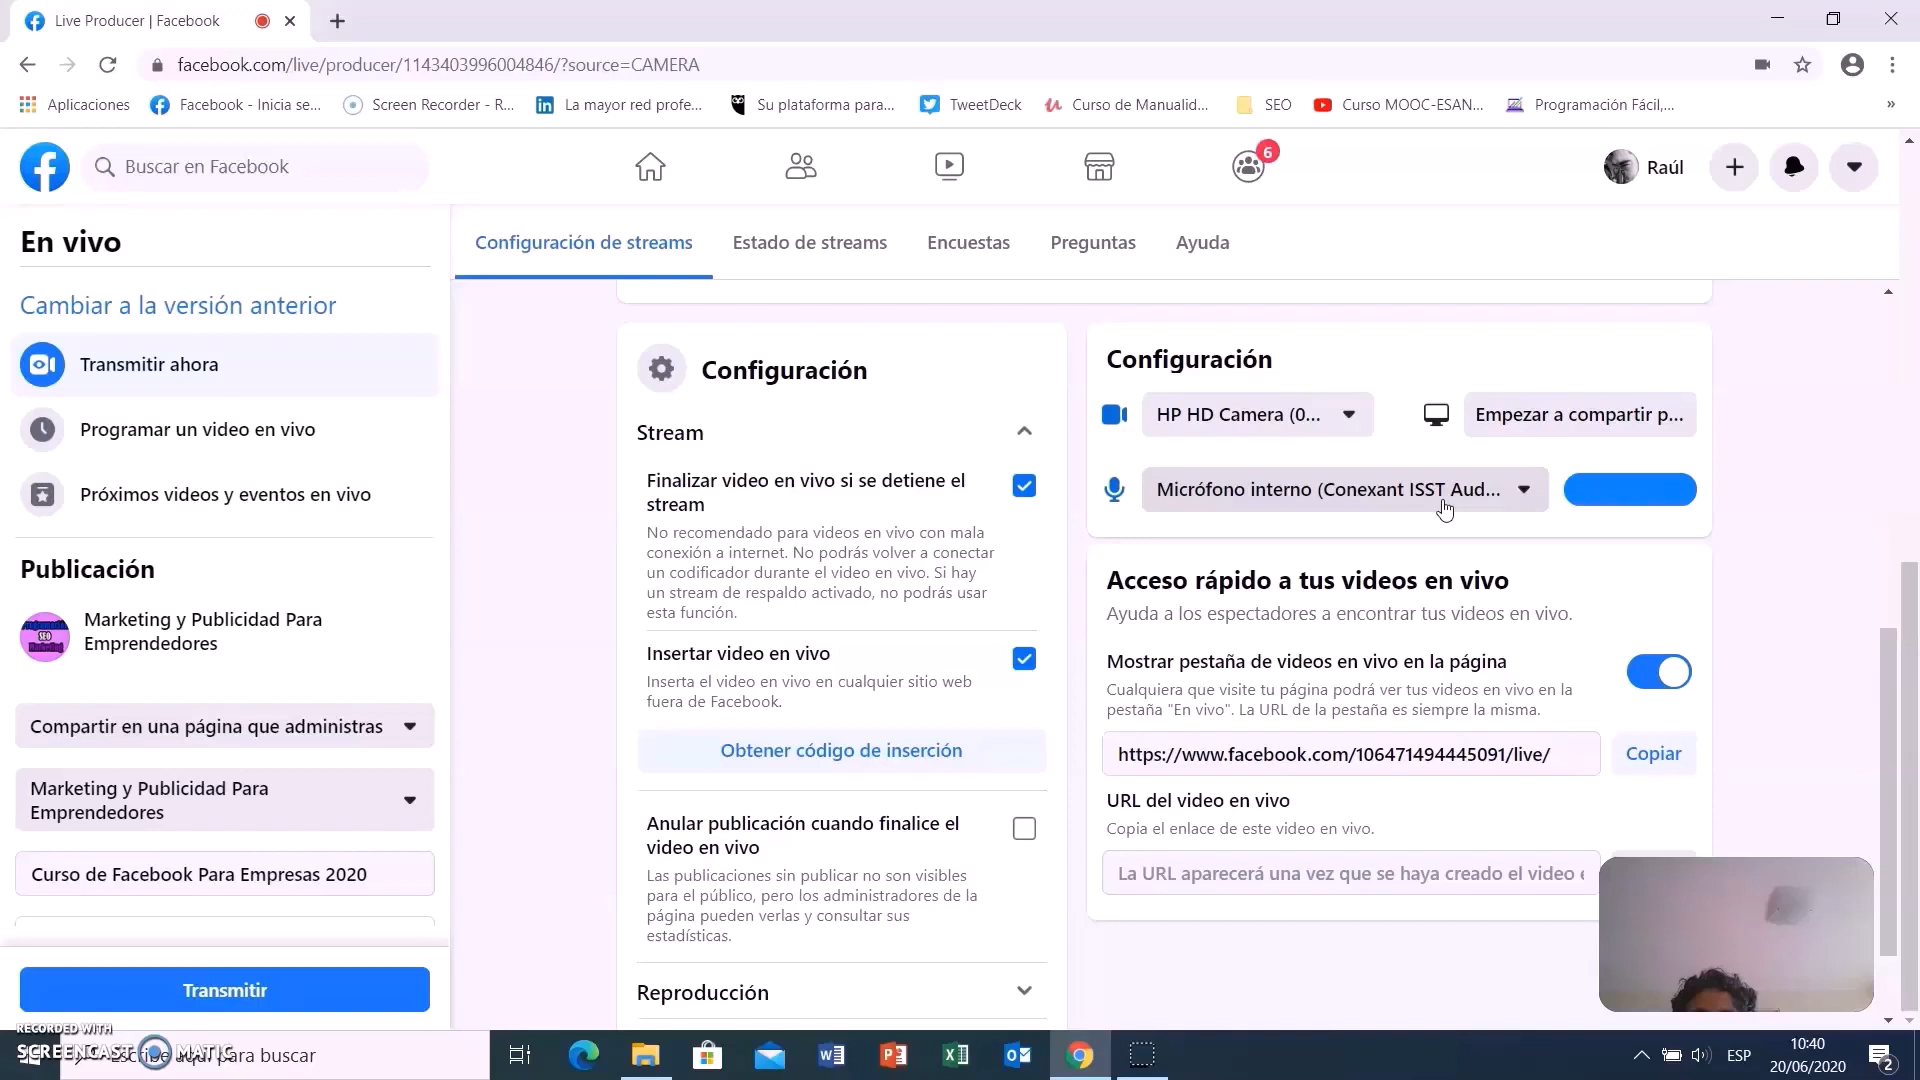 Live Producer | Facebook
facebook.com/live/producer/1143403996004846/?source=CAMERA
Aplicaciones
Facebook - Inicia se...
Screen Recorder - R...
La mayor red profe...
Su plataforma para...
TweetDeck
Curso de Manualid...
SEO
Curso MOOC-ESAN...
Programación Fácil,...
»
Buscar en Facebook
6
Raúl
En vivo
Cambiar a la versión anterior
Transmitir ahora
Programar un video en vivo
Próximos videos y eventos en vivo
Publicación
Marketing y Publicidad Para
Emprendedores
Compartir en una página que administras
Marketing y Publicidad Para
Emprendedores
Curso de Facebook Para Empresas 2020
Transmitir
Configuración de streams
Estado de streams
Encuestas
Preguntas
Ayuda
Configuración
Stream
Finalizar video en vivo si se detiene el
stream
No recomendado para videos en vivo con mala
conexión a internet. No podrás volver a conectar
un codificador durante el video en vivo. Si hay
un stream de respaldo activado, no podrás usar
esta función.
Insertar video en vivo
Inserta el video en vivo en cualquier sitio web
fuera de Facebook.
Obtener código de inserción
Anular publicación cuando finalice el
video en vivo
Las publicaciones sin publicar no son visibles
para el público, pero los administradores de la
página pueden verlas y consultar sus
estadísticas.
Reproducción
Configuración
HP HD Camera (0...
Empezar a compartir p...
Micrófono interno (Conexant ISST Aud...
Acceso rápido a tus videos en vivo
Ayuda a los espectadores a encontrar tus videos en vivo.
Mostrar pestaña de videos en vivo en la página
Cualquiera que visite tu página podrá ver tus videos en vivo en la
pestaña "En vivo". La URL de la pestaña es siempre la misma.
https://www.facebook.com/106471494445091/live/
Copiar
URL del video en vivo
Copia el enlace de este video en vivo.
La URL aparecerá una vez que se haya creado el video e
RECORDED WITH
SCREENCAST MATIC
Escribe aquí para buscar
ESP
10:40
20/06/2020
2